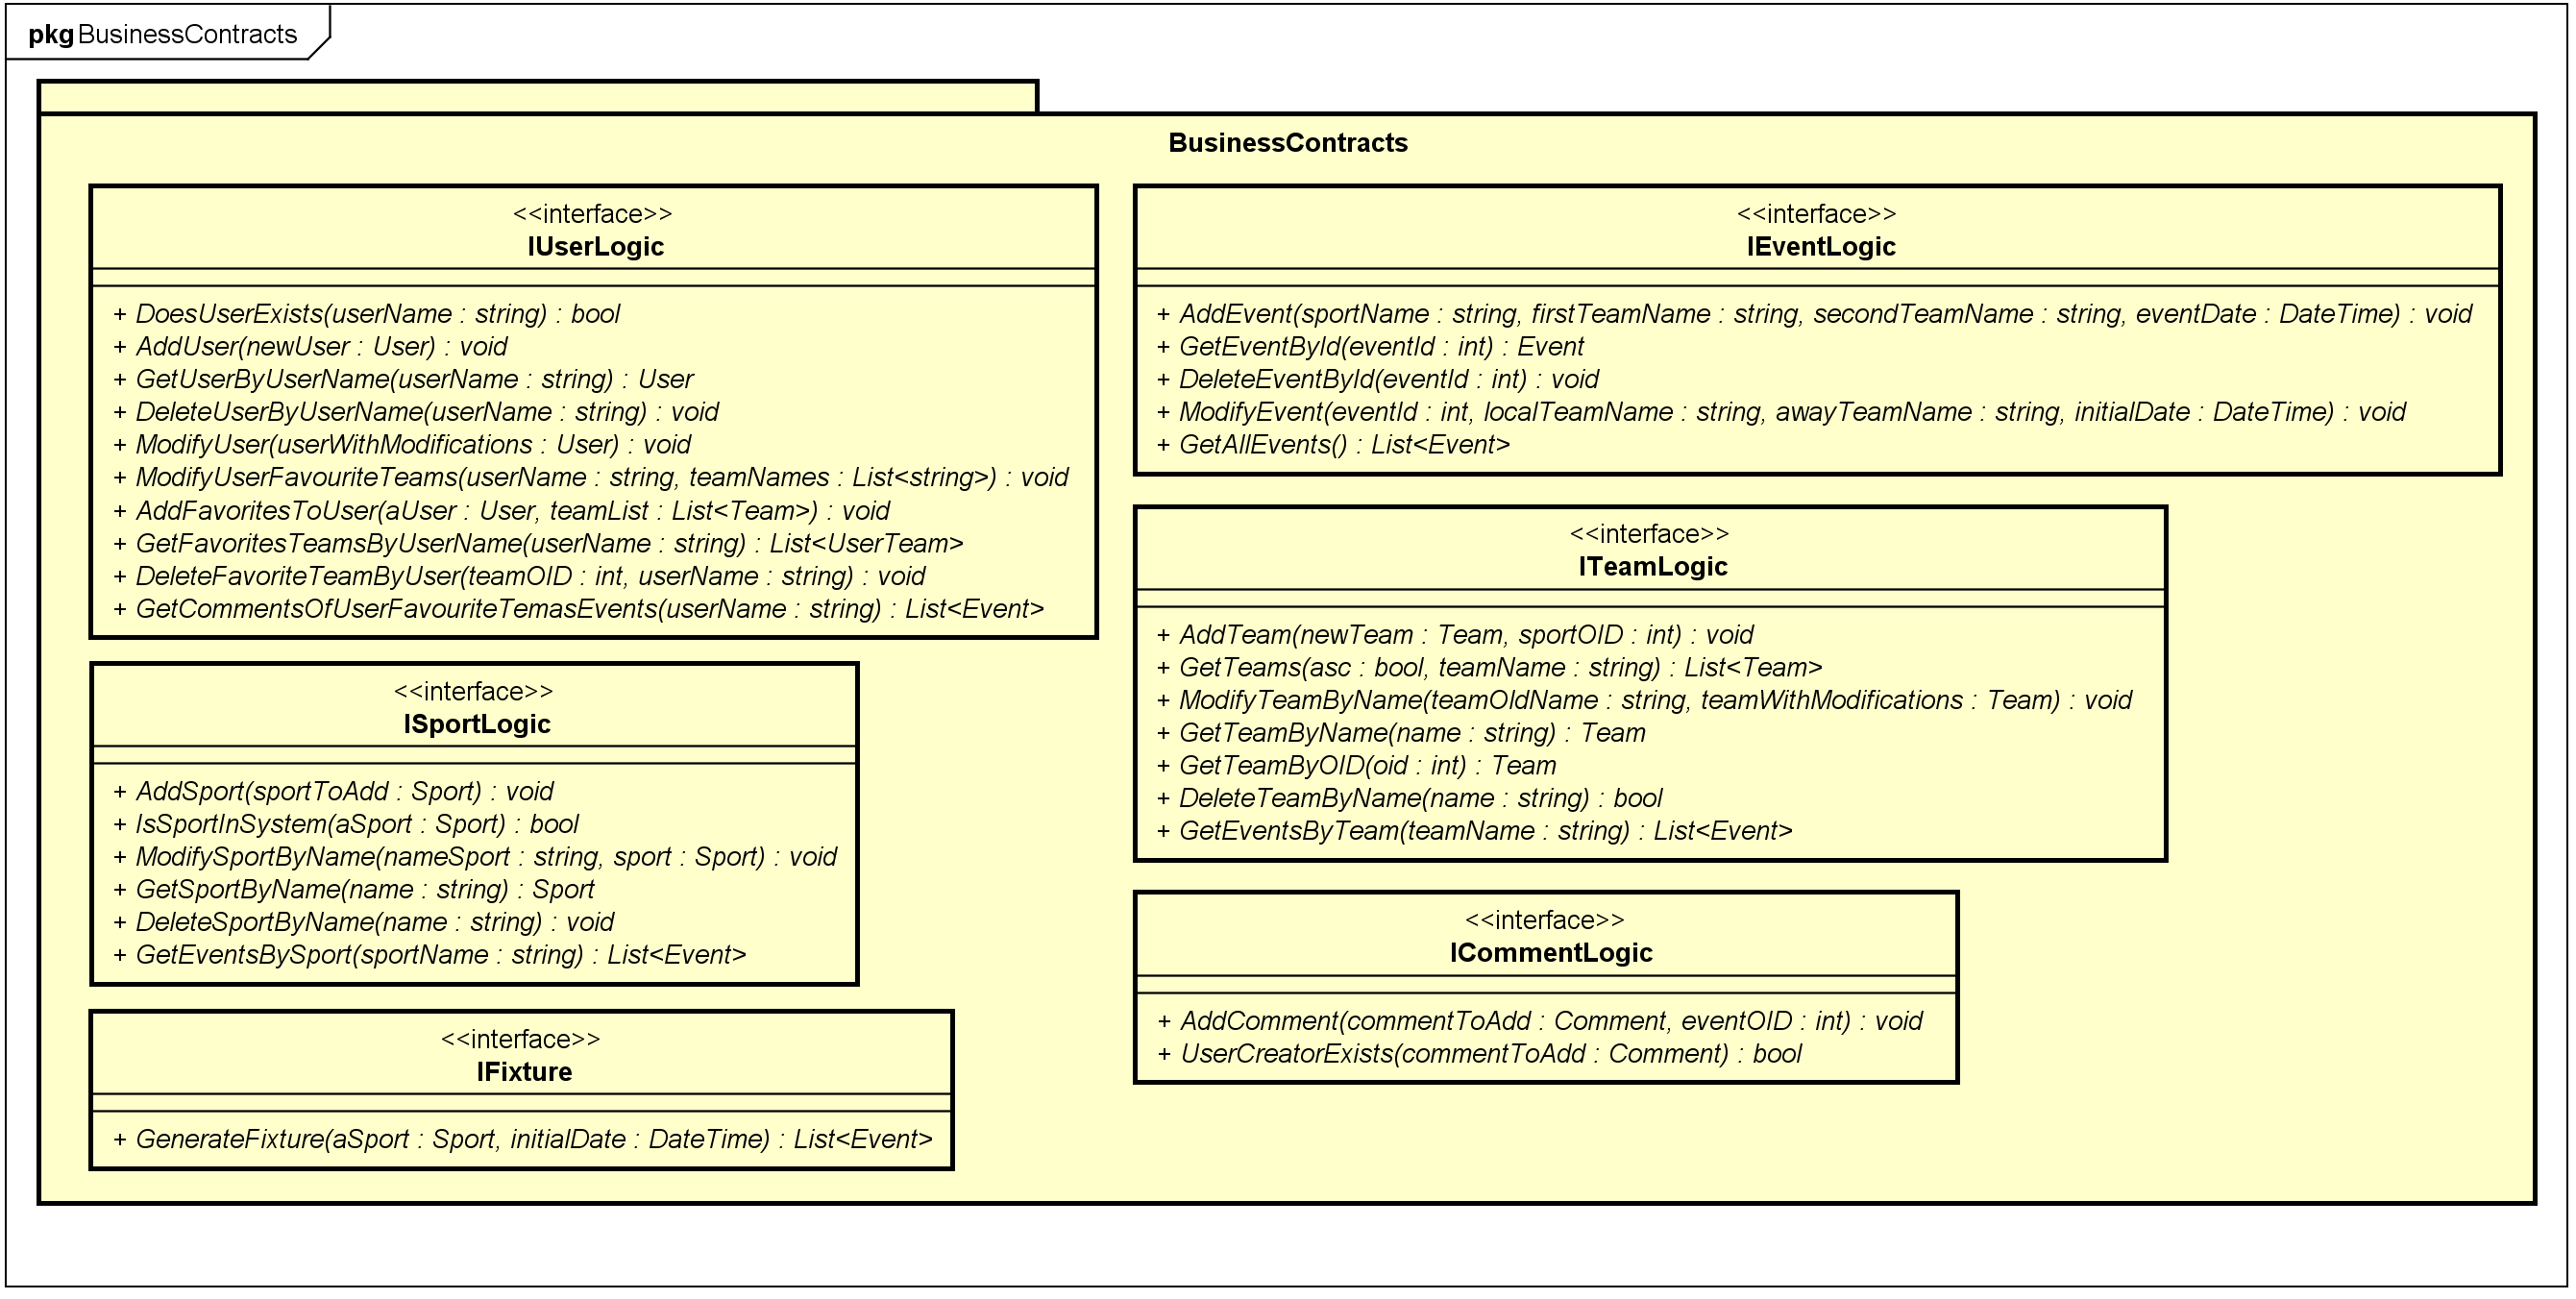 pkg BusinessContracts
BusinessContracts
<<interface>>
IUserLogic
+ DoesUserExists(userName : string) : bool
+ AddUser(newUser : User) : void
+ GetUserByUserName(userName : string) : User
+ DeleteUserByUserName(userName : string) : void
+ ModifyUser(userWithModifications : User) : void
+ ModifyUserFavouriteTeams(userName : string, teamNames : List<string>) : void
+ AddFavoritesToUser(aUser : User, teamList : List<Team>) : void
+ GetFavoritesTeamsByUserName(userName : string) : List<UserTeam>
+ DeleteFavoriteTeamByUser(teamOID : int, userName : string) : void
+ GetCommentsOfUserFavouriteTemasEvents(userName : string) : List<Event>
<<interface>>
IEventLogic
+ AddEvent(sportName : string, firstTeamName : string, secondTeamName : string, eventDate : DateTime) : void
+ GetEventById(eventId : int) : Event
+ DeleteEventById(eventId : int) : void
+ ModifyEvent(eventId : int, localTeamName : string, awayTeamName : string, initialDate : DateTime) : void
+ GetAllEvents() : List<Event>
<<interface>>
ITeamLogic
+ AddTeam(newTeam : Team, sportOID : int) : void
+ GetTeams(asc : bool, teamName : string) : List<Team>
+ ModifyTeamByName(teamOldName : string, teamWithModifications : Team) : void
+ GetTeamByName(name : string) : Team
+ GetTeamByOID(oid : int) : Team
+ DeleteTeamByName(name : string) : bool
+ GetEventsByTeam(teamName : string) : List<Event>
<<interface>>
ISportLogic
+ AddSport(sportToAdd : Sport) : void
+ IsSportInSystem(aSport : Sport) : bool
+ ModifySportByName(nameSport : string, sport : Sport) : void
+ GetSportByName(name : string) : Sport
+ DeleteSportByName(name : string) : void
+ GetEventsBySport(sportName : string) : List<Event>
<<interface>>
ICommentLogic
+ AddComment(commentToAdd : Comment, eventOID : int) : void
+ UserCreatorExists(commentToAdd : Comment) : bool
<<interface>>
IFixture
+ GenerateFixture(aSport : Sport, initialDate : DateTime) : List<Event>